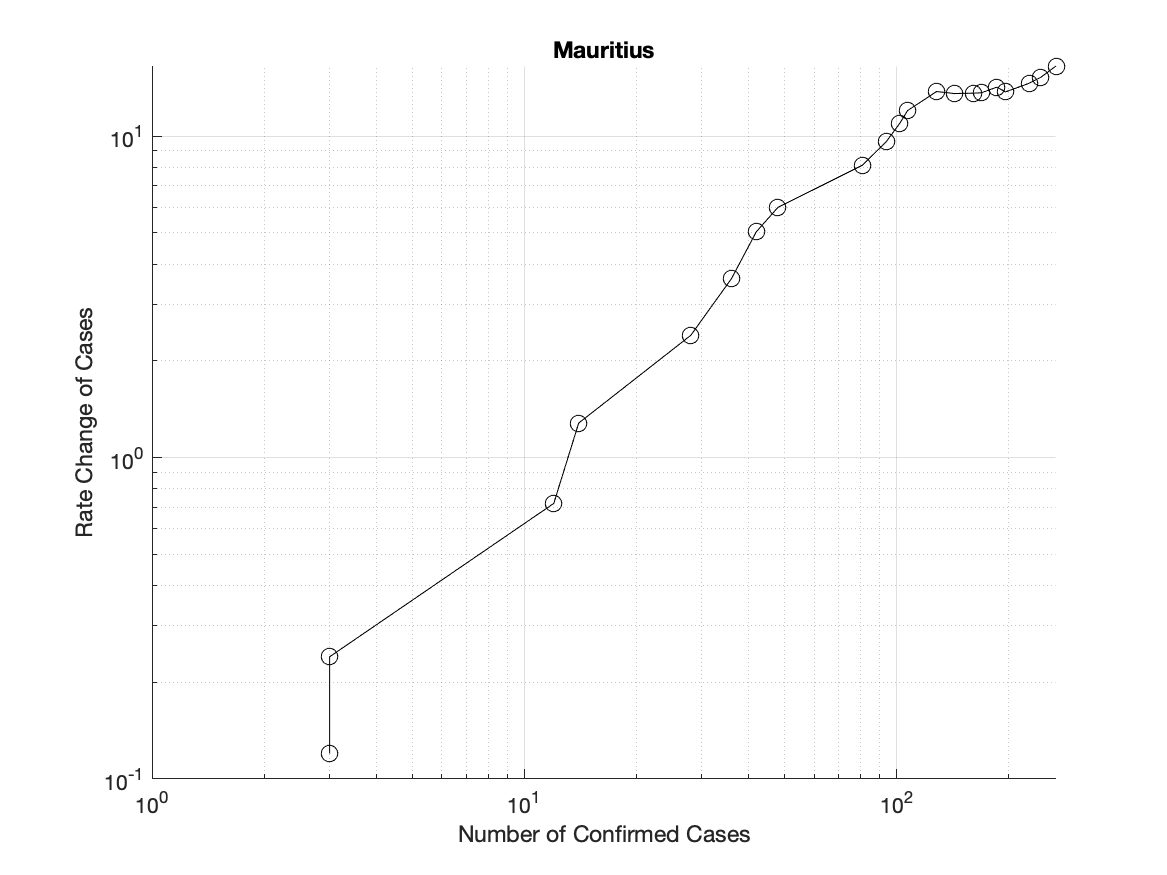 Mauritius
Rate Change of Cases
10^1
10^0
10^-1
10^0
10^1
10^2
Number of Confirmed Cases